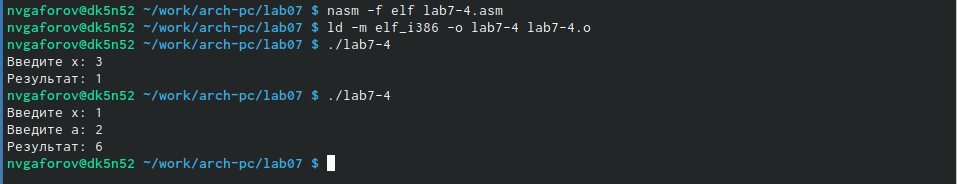 nvgaforov@dk5n52 ~/work/arch-pc/lab07 $ nasm -f elf lab7-4.asm
nvgaforov@dk5n52 ~/work/arch-pc/lab07 $ ld -m elf_i386 -o lab7-4 lab7-4.o
nvgaforov@dk5n52 ~/work/arch-pc/lab07 $ ./lab7-4
Введите x: 3
Результат: 1
nvgaforov@dk5n52 ~/work/arch-pc/lab07 $ ./lab7-4
Введите x: 1
Введите a: 2
Результат: 6
nvgaforov@dk5n52 ~/work/arch-pc/lab07 $